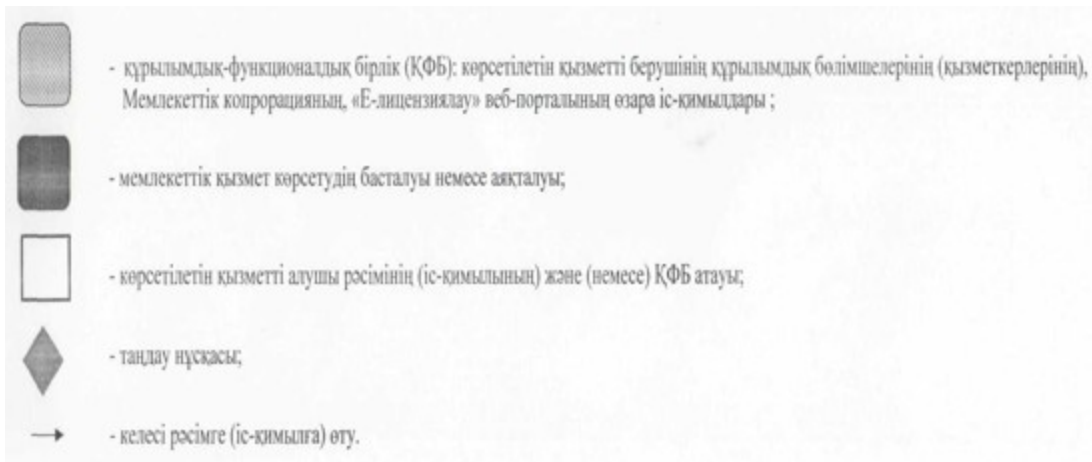 - құрылымдық-функционалдық бірлік (ҚФБ): көрсетілетін қызметті берушінің құрылымдық бөлімшелерінің (қызметкерлерінің),
Мемлекеттік копрорацияның, «Е-лицензиялау» веб-порталының өзара іс-қимылдары ;
- мемлекеттік қызмет көрсетудің басталуы немесе аяқталуы;
- көрсетілетін қызметті алушы рәсімінің (іс-қимылының) және (немесе) ҚФБ атауы;
- таңдау нұсқасы;
- келесі рәсімге (іс-қимылға) өту.